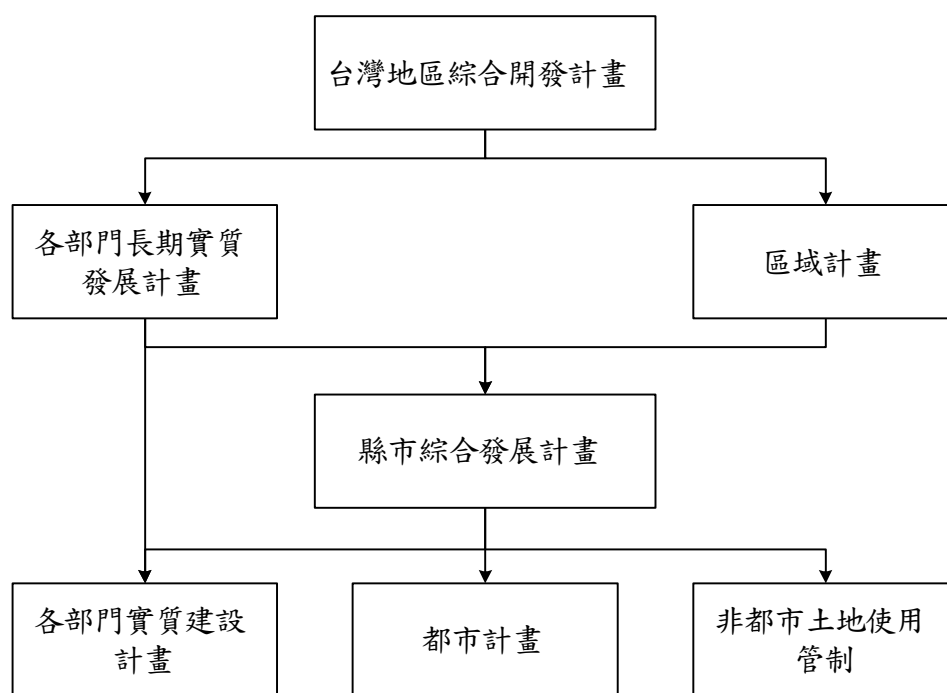 台灣地區綜合開發計畫
各部門長期實質
發展計畫
區域計畫
縣市綜合發展計畫
各部門實質建設
計畫
都市計畫
非都市土地使用
管制